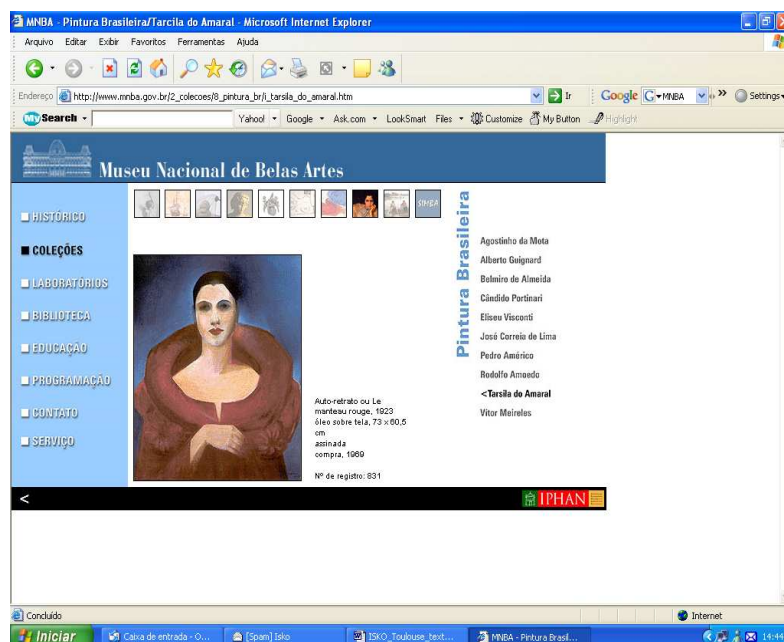 MNBA - Pintura Brasileira/Tarcila do Amaral - Microsoft Internet Explorer
Arquivo Editar Exibir Favoritos Ferramentas Ajuda
Endereço http://www.mnba.gov.br/2_colecoes/8_pintura_br/i_tarsila_do_amaral.htm Ir Google MNBA Settings
My Search Yahoo! Google Ask.com LookSmart Files Customize My Button Highlight
Museu Nacional de Belas Artes
HISTÓRICO
COLEÇÕES
LABORATÓRIOS
BIBLIOTECA
EDUCAÇÃO
PROGRAMAÇÃO
CONTATO
SERVIÇO
SIMBA
Auto-retrato ou Le
manteau rouge, 1923
óleo sobre tela, 73 x 60,5
cm
assinada
compra, 1969
Nº de registro: 831
Pintura Brasileira
Agostinho da Mota
Alberto Guignard
Belmiro de Almeida
Cândido Portinari
Eliseu Visconti
José Correia de Lima
Pedro Américo
Rodolfo Amoedo
<Tarsila do Amaral
Vitor Meireles
<
IPHAN
Concluído Internet
Iniciar Caixa de entrada - O... [Spam] Isko ISKO_Toulouse_text... MNBA - Pintura Brasil... 14:44